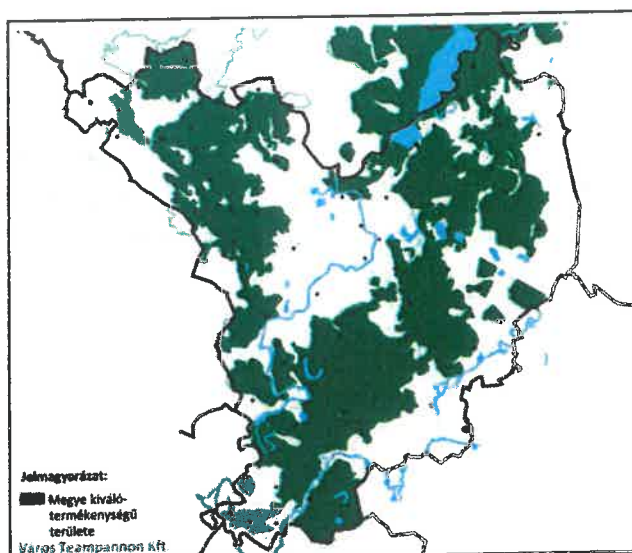 Jelmagyarázat:
Megye kiváló-
termékenységű
területe
Város Teampannon Kft.